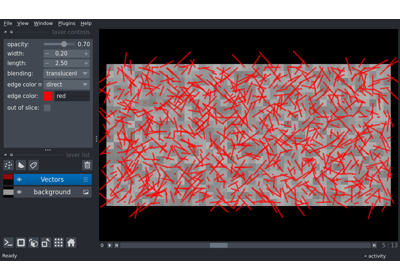 File View Window Plugins Help
layer controls
opacity: 0.70
width: 0.20
length: 2.50
blending: translucent
edge color m direct
edge color: red
out of slice:
layer list
Vectors
background
0 5 13
Ready activity